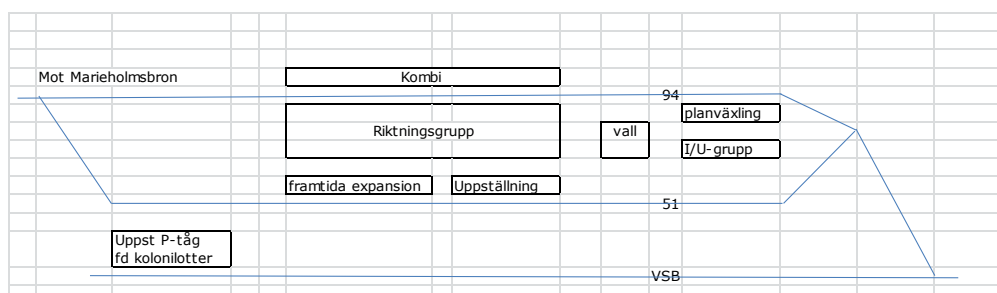 Mot Marieholmsbron
Kombi
94
planväxling
Riktningsgrupp
vall
I/U-grupp
framtida expansion
Uppställning
51
Uppst P-tåg
fd kolonilotter
VSB